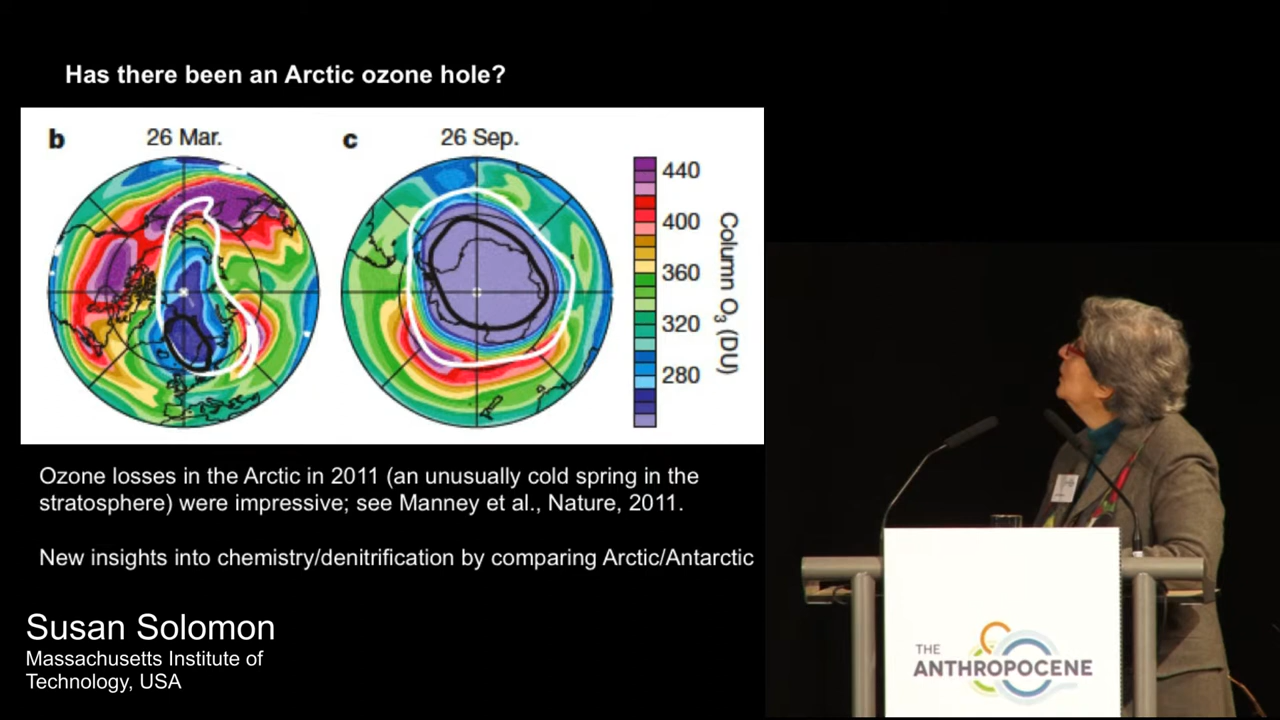 Has there been an Arctic ozone hole?
b 26 Mar. c 26 Sep.
440
400
360
320
280
Column O₃ (DU)
Ozone losses in the Arctic in 2011 (an unusually cold spring in the
stratosphere) were impressive; see Manney et al., Nature, 2011.
New insights into chemistry/denitrification by comparing Arctic/Antarctic
Susan Solomon
Massachusetts Institute of
Technology, USA
THE
ANTHROPOCENE